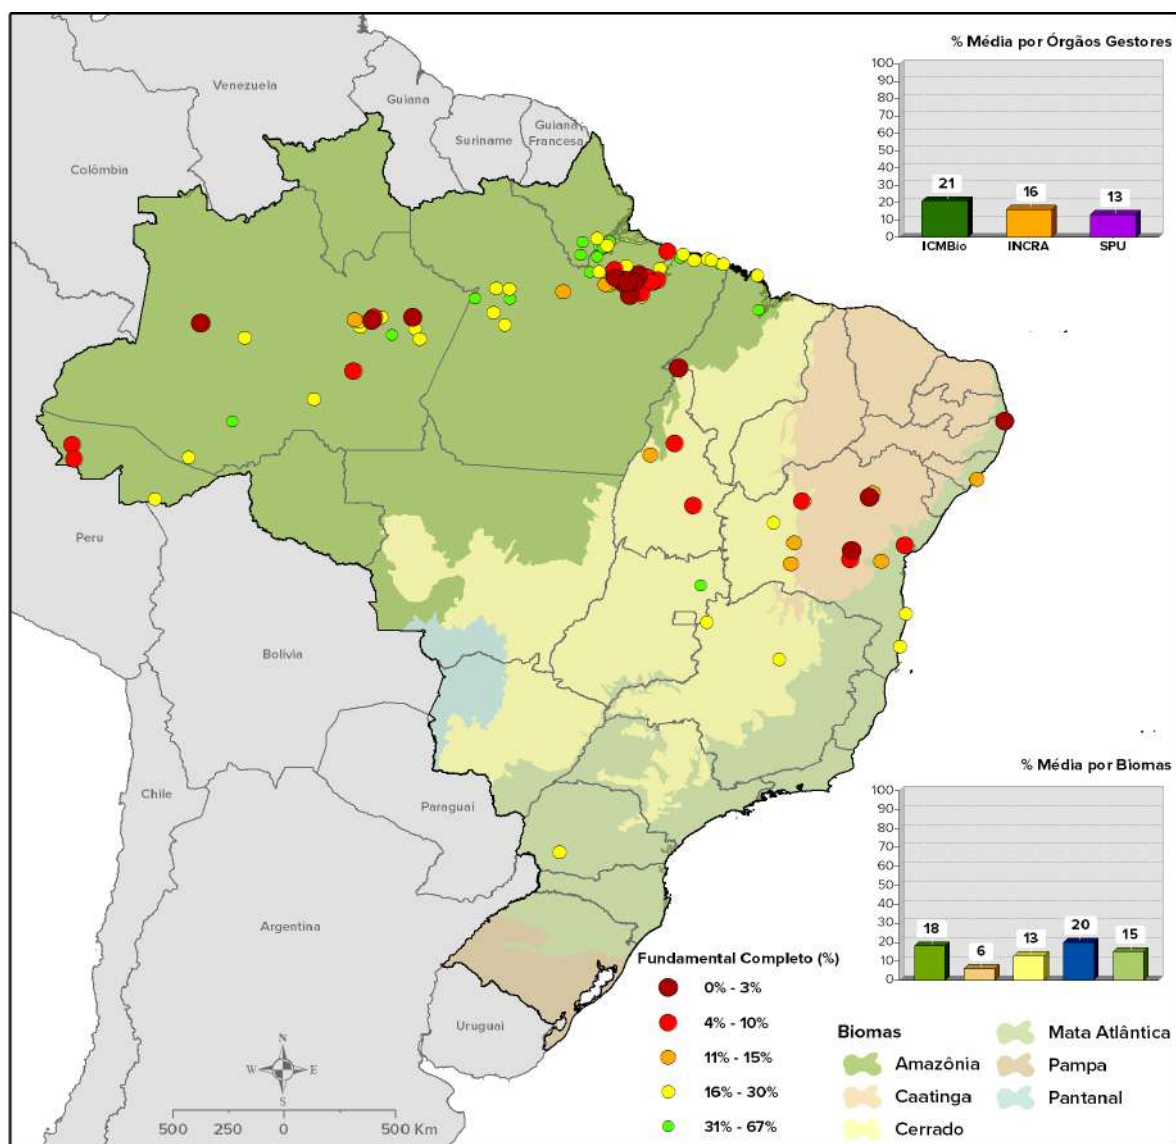 % Média por Órgãos Gestores
100
90
80
70
60
50
40
30
20
10
0
21
16
13
ICMBio
INCRA
SPU
Venezuela
Guiana
Suriname
Guiana
Francesa
Colômbia
Peru
Bolívia
Chile
Paraguai
Argentina
Uruguai
% Média por Biomas
100
90
80
70
60
50
40
30
20
10
0
18
6
13
20
15
Fundamental Completo (%)
0% - 3%
4% - 10%
11% - 15%
16% - 30%
31% - 67%
Biomas
Amazônia
Caatinga
Cerrado
Mata Atlântica
Pampa
Pantanal
N
W
E
S
500
250
0
500 Km